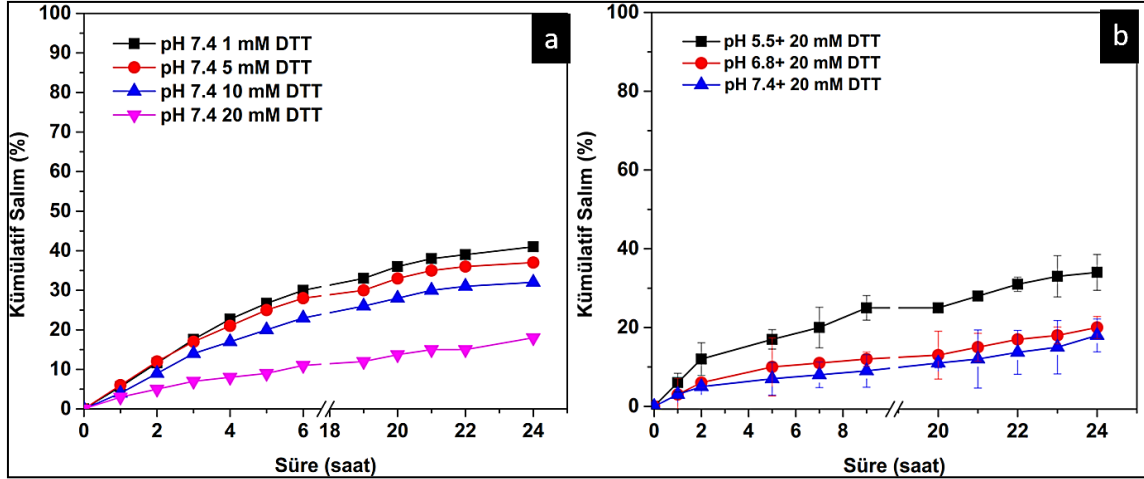 a
pH 7.4 1 mM DTT
pH 7.4 5 mM DTT
pH 7.4 10 mM DTT
pH 7.4 20 mM DTT
Kümülatif Salım (%)
100
90
80
70
60
50
40
30
20
10
0
0 2 4 6 18 20 22 24
Süre (saat)
b
pH 5.5+ 20 mM DTT
pH 6.8+ 20 mM DTT
pH 7.4+ 20 mM DTT
Kümülatif Salım (%)
100
80
60
40
20
0
0 2 4 6 8 20 22 24
Süre (saat)